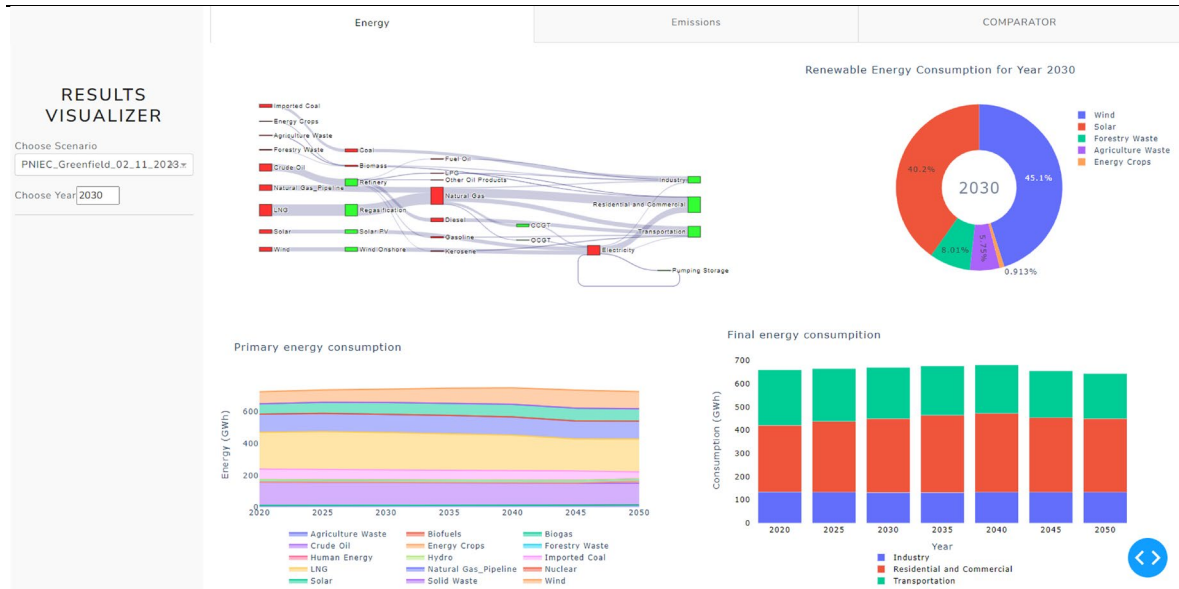 Energy
Emissions
COMPARATOR
RESULTS
VISUALIZER
Choose Scenario
PNIEC_Greenfield_02_11_2023
Choose Year 2030
Imported Coal
Energy Crops
Agriculture Waste
Forestry Waste
Crude Oil
Natural Gas_Pipeline
LNG
Solar
Wind
Coal
Biomass
Refinery
Regasification
Solar PV
Wind Onshore
Fuel Oil
LPG
Other Oil Products
Natural Gas
Diesel
Gasoline
Kerosene
CCGT
OCGT
Electricity
Industry
Residential and Commercial
Transportation
Pumping Storage
Renewable Energy Consumption for Year 2030
40.2%
45.1%
2030
8.01%
5.75%
0.913%
Wind
Solar
Forestry Waste
Agriculture Waste
Energy Crops
Primary energy consumption
Energy (GWh)
600
400
200
0
2020 2025 2030 2035 2040 2045 2050
Agriculture Waste Biofuels Biogas
Crude Oil Energy Crops Forestry Waste
Human Energy Hydro Imported Coal
LNG Natural Gas_Pipeline Nuclear
Solar Solid Waste Wind
Final energy consumpition
Consumption (GWh)
700
600
500
400
300
200
100
0
2020 2025 2030 2035 2040 2045 2050
Year
Industry
Residential and Commercial
Transportation